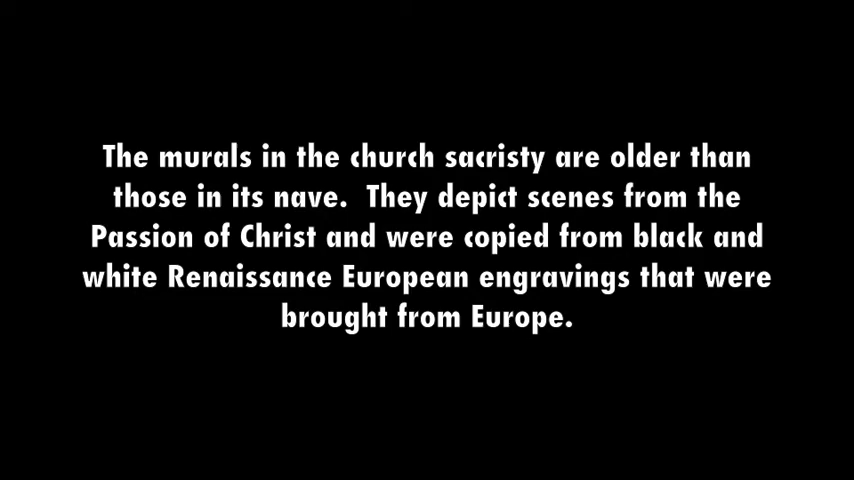 The murals in the church sacristy are older than
those in its nave.  They depict scenes from the
Passion of Christ and were copied from black and
white Renaissance European engravings that were
brought from Europe.